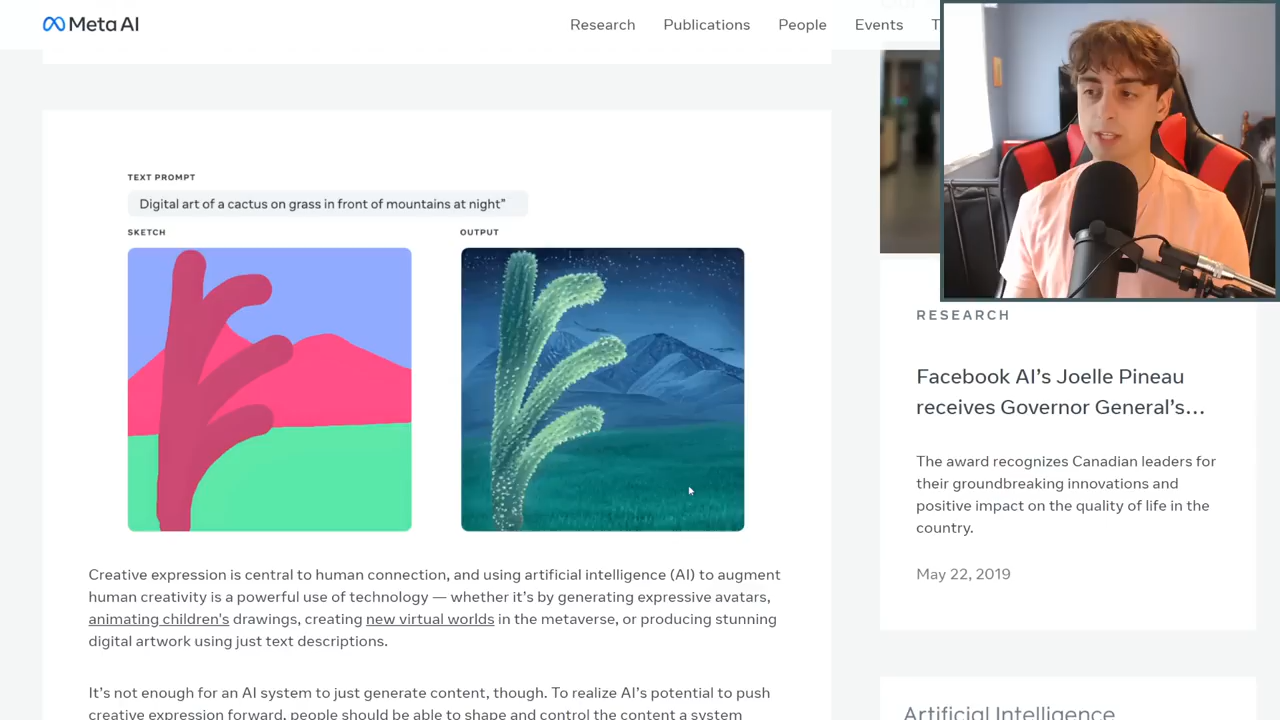 Meta AI
Research
Publications
People
Events
T
TEXT PROMPT
Digital art of a cactus on grass in front of mountains at night”
SKETCH
OUTPUT
Creative expression is central to human connection, and using artificial intelligence (AI) to augment
human creativity is a powerful use of technology — whether it’s by generating expressive avatars,
animating children's drawings, creating new virtual worlds in the metaverse, or producing stunning
digital artwork using just text descriptions.
It’s not enough for an AI system to just generate content, though. To realize AI’s potential to push
creative expression forward, people should be able to shape and control the content a system
RESEARCH
Facebook AI’s Joelle Pineau
receives Governor General’s…
The award recognizes Canadian leaders for
their groundbreaking innovations and
positive impact on the quality of life in the
country.
May 22, 2019
Artificial Intelligence